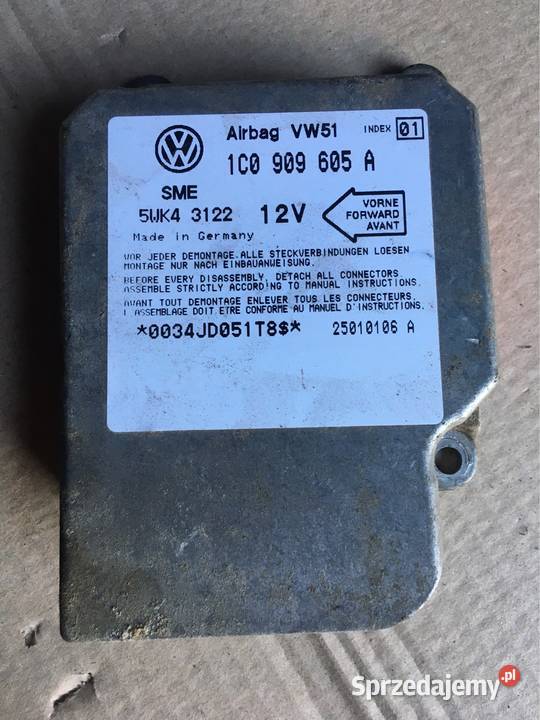 Airbag VW51 INDEX 01
1C0 909 605 A
SME
5WK4 3122 12V
VORNE
FORWARD
AVANT
Made in Germany
VOR JEDER DEMONTAGE.ALLE STECKVERBINDUNGEN LOESEN
MONTAGE NUR NACH EINBAUANWEISUNG.
BEFORE EVERY DISASSEMBLY, DETACH ALL CONNECTORS
ASSEMBLE STRICTLY ACCORDING TO MANUAL INSTRUCTIONS.
AVANT TOUT DEMONTAGE ENLEVER TOUS LES CONNECTEURS.
L ASSEMBLAGE DOIT ETRE CONFORME AU MANUEL D'INSTRUCTIONS.
*0034JD051T8$* 25010106 A
Sprzedajemy.pl